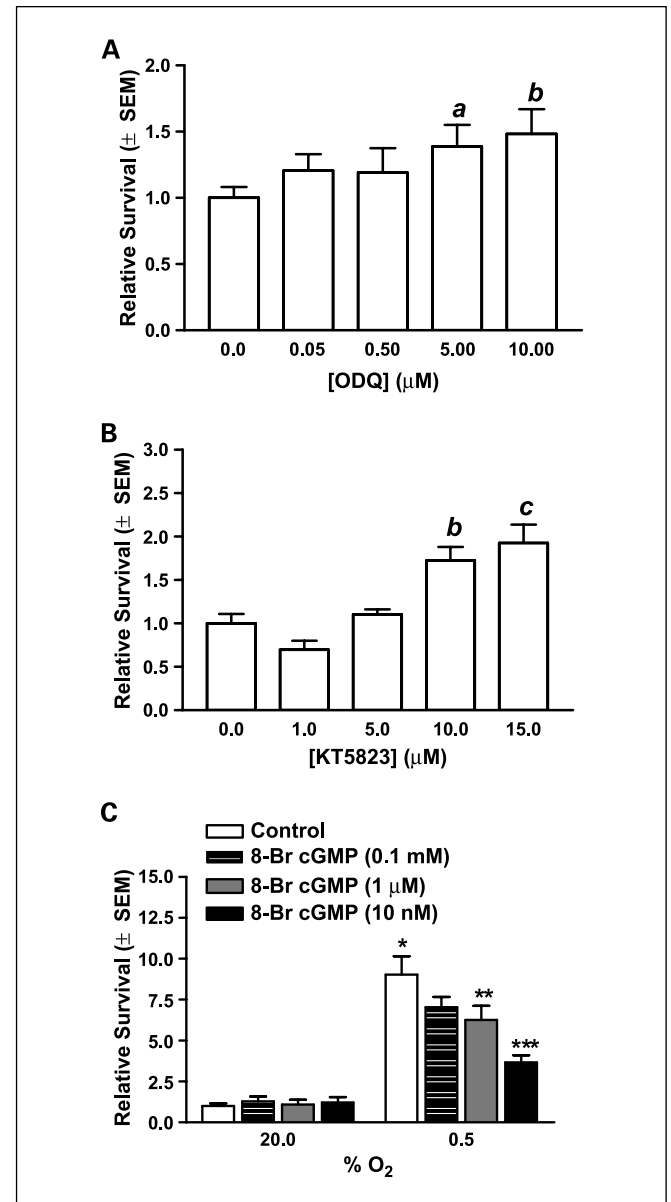 A
Relative Survival (± SEM)
2.0
1.5
1.0
0.5
0.0
a
b
0.0 0.05 0.50 5.00 10.00
[ODQ] (μM)
B
Relative Survival (± SEM)
3.0
2.5
2.0
1.5
1.0
0.5
0.0
b
c
0.0 1.0 5.0 10.0 15.0
[KT5823] (μM)
C
Control
8-Br cGMP (0.1 mM)
8-Br cGMP (1 μM)
8-Br cGMP (10 nM)
Relative Survival (± SEM)
15.0
12.5
10.0
7.5
5.0
2.5
0.0
*
**
***
20.0 0.5
% O₂